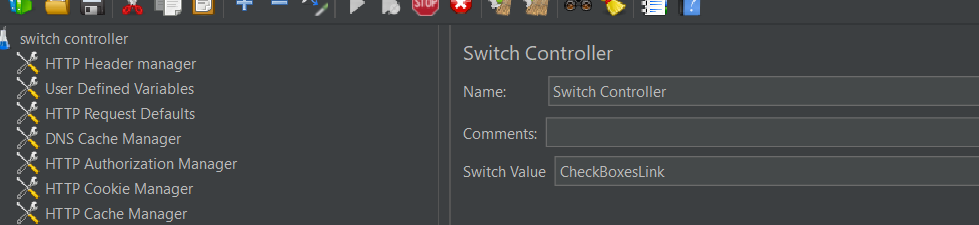 switch controller
HTTP Header manager
User Defined Variables
HTTP Request Defaults
DNS Cache Manager
HTTP Authorization Manager
HTTP Cookie Manager
HTTP Cache Manager
STOP
Switch Controller
Name: Switch Controller
Comments:
Switch Value CheckBoxesLink